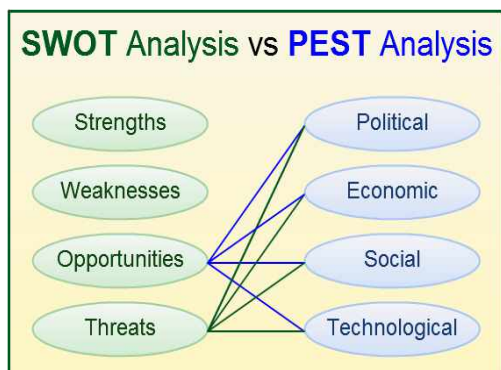 SWOT Analysis vs PEST Analysis
Strengths
Political
Weaknesses
Economic
Opportunities
Social
Threats
Technological